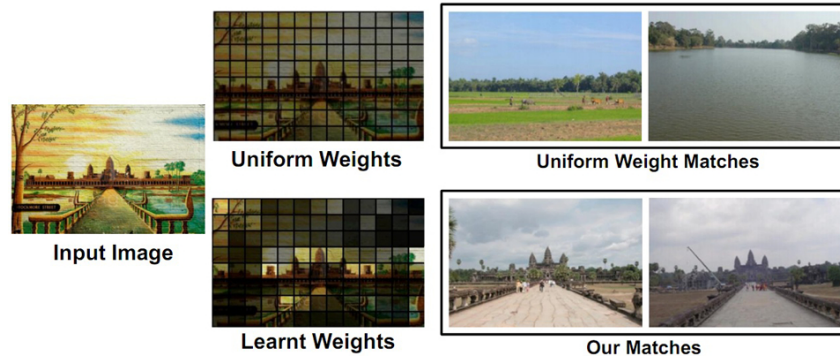 Input Image
Uniform Weights
Uniform Weight Matches
Learnt Weights
Our Matches